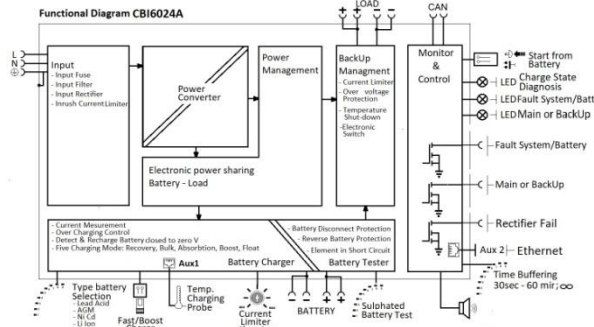 Functional Diagram CBI6024A
LOAD
+ + - -
CAN
L
N
Input
- Input Fuse
- Input Filter
- Input Rectifier
- Inrush CurrentLimiter
Power
Converter
Power
Management
BackUp
Managment
- Current Limiter
- Over voltage
Protection
- Temperature
Shut-down
-Electronic
Switch
Monitor
&
Control
Start from
Battery
LED Charge State
Diagnosis
LED Fault System/Batt
LED Main or BackUp
Fault System/Battery
Main or BackUp
Rectifier Fail
Aux 2 Ethernet
Time Buffering
30sec - 60 mir; ∞
Electronic power sharing
Battery - Load
- Current Mesurement
- Over Charging Control
- Detect & Recharge Battery closed to zero V
- Five Charging Mode: Recovery, Bulk, Absorbtion, Boost, Float
Aux1
Battery Charger
- Battery Disconnect Protection
- Reverse Battery Protection
- Element in Short Circuit
Battery Tester
Type battery
Selection
- Lead Acid
- AGM
- Ni Cd
- Li Ion
Fast/Boost
Temp.
Charging
Probe
Current
Limiter
- - + +
BATTERY
Sulphated
Battery Test